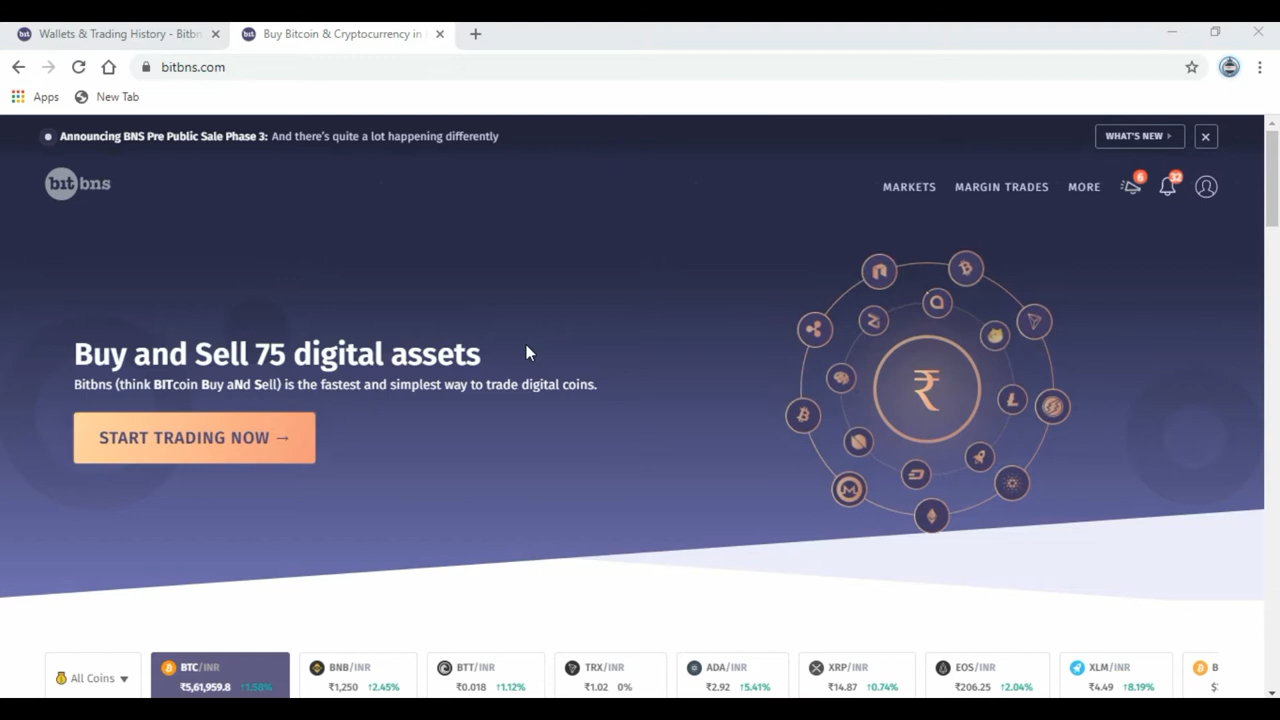 Wallets & Trading History - Bitbn
Buy Bitcoin & Cryptocurrency in
bitbns.com
Apps
New Tab
Announcing BNS Pre Public Sale Phase 3: And there's quite a lot happening differently
WHAT'S NEW
bit bns
MARKETS
MARGIN TRADES
MORE
6
32
Buy and Sell 75 digital assets
Bitbns (think BITcoin Buy aNd Sell) is the fastest and simplest way to trade digital coins.
START TRADING NOW →
₹
All Coins
BTC/INR
₹5,61,959.8 ↑1.58%
BNB/INR
₹1,250 ↑2.45%
BTT/INR
₹0.018 ↑1.12%
TRX/INR
₹1.02 0%
ADA/INR
₹2.92 ↑5.41%
XRP/INR
₹14.87 ↑0.74%
EOS/INR
₹206.25 ↑2.04%
XLM/INR
₹4.49 ↑8.19%
B